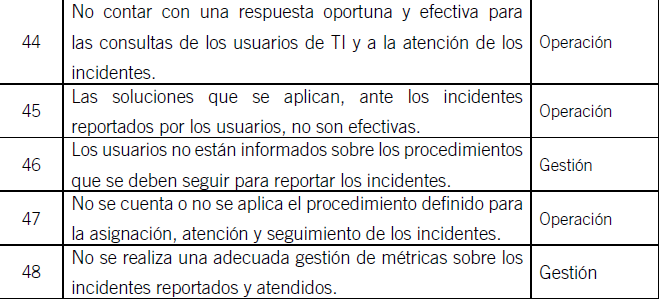 No contar con una respuesta oportuna y efectiva para
44 las consultas de los usuarios de TI y a la atención de los Operación
incidentes.
45 Las soluciones que se aplican, ante los incidentes Operación
reportados por los usuarios, no son efectivas.
46 Los usuarios no están informados sobre los procedimientos Gestión
que se deben seguir para reportar los incidentes.
47 No se cuenta o no se aplica el procedimiento definido para Operación
la asignación, atención y seguimiento de los incidentes.
48 No se realiza una adecuada gestión de métricas sobre los Gestión
incidentes reportados y atendidos.